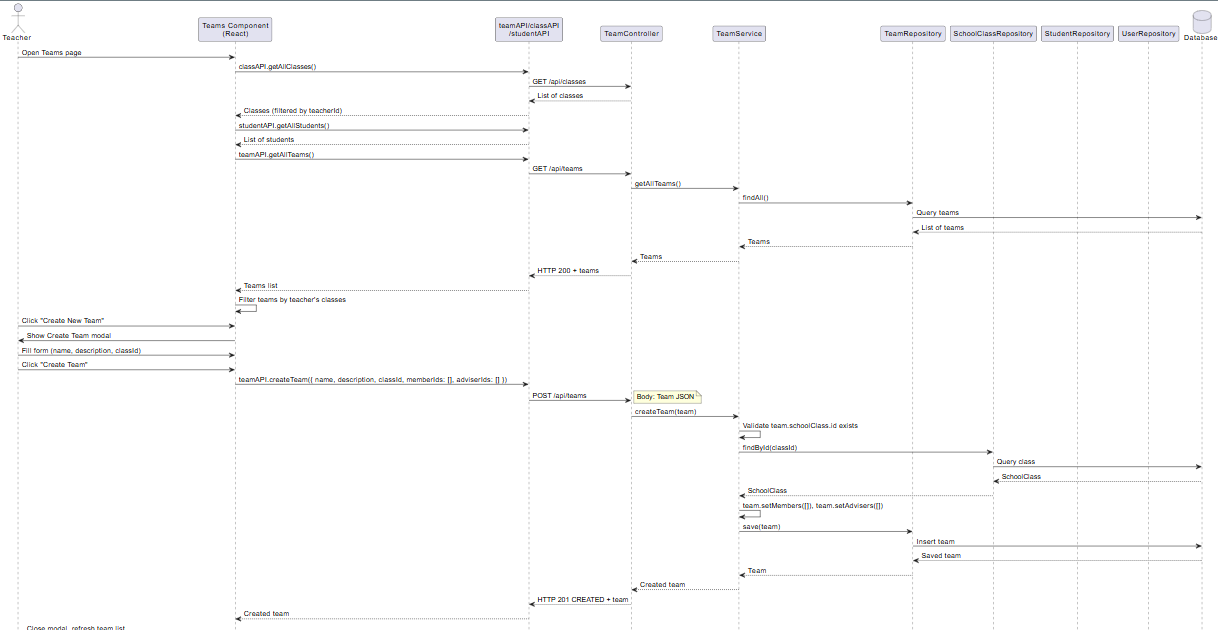 Teacher
Teams Component
(React)
teamAPI/classAPI
/studentAPI
TeamController
TeamService
TeamRepository
SchoolClassRepository
StudentRepository
UserRepository
Database
Open Teams page
classAPI.getAllClasses()
GET /api/classes
List of classes
Classes (filtered by teacherId)
studentAPI.getAllStudents()
List of students
teamAPI.getAllTeams()
GET /api/teams
getAllTeams()
findAll()
Query teams
List of teams
Teams
Teams
HTTP 200 + teams
Teams list
Filter teams by teacher's classes
Click "Create New Team"
Show Create Team modal
Fill form (name, description, classId)
Click "Create Team"
teamAPI.createTeam({ name, description, classId, memberIds: [], adviserIds: [] })
POST /api/teams
Body: Team JSON
createTeam(team)
Validate team.schoolClass.id exists
findById(classId)
Query class
SchoolClass
SchoolClass
team.setMembers([]), team.setAdvisers([])
save(team)
Insert team
Saved team
Team
Created team
HTTP 201 CREATED + team
Created team
Close modal, refresh team list